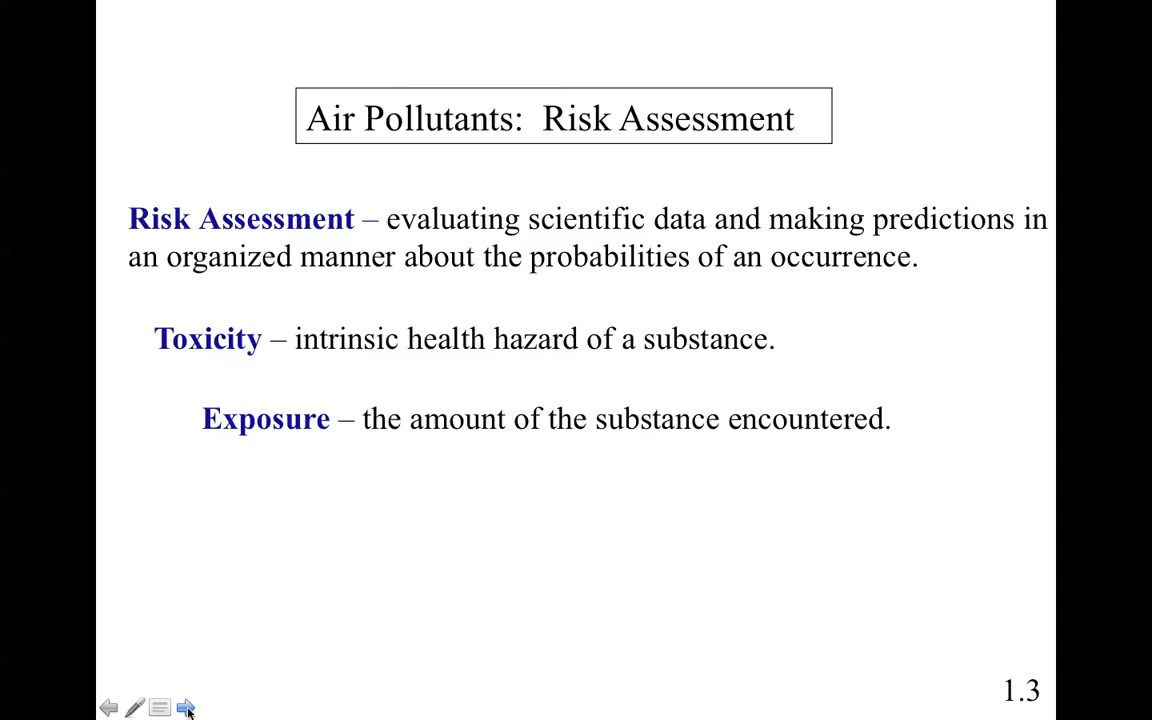 Air Pollutants:  Risk Assessment
Risk Assessment – evaluating scientific data and making predictions in
an organized manner about the probabilities of an occurrence.
Toxicity – intrinsic health hazard of a substance.
Exposure – the amount of the substance encountered.
1.3